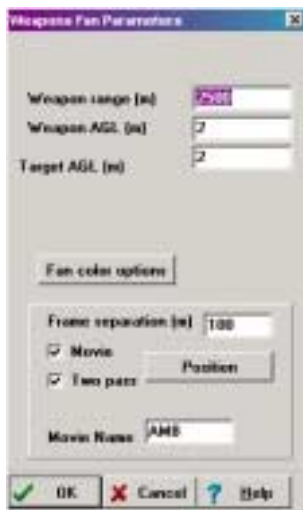 Weapons Fan Parameters
Weapon range (m) 2500
Weapon AGL (m) 2
Target AGL (m) 2
Fan color options
Frame separation (m) 100
Movie
Two pass
Position
Movie Name AMB
OK Cancel Help